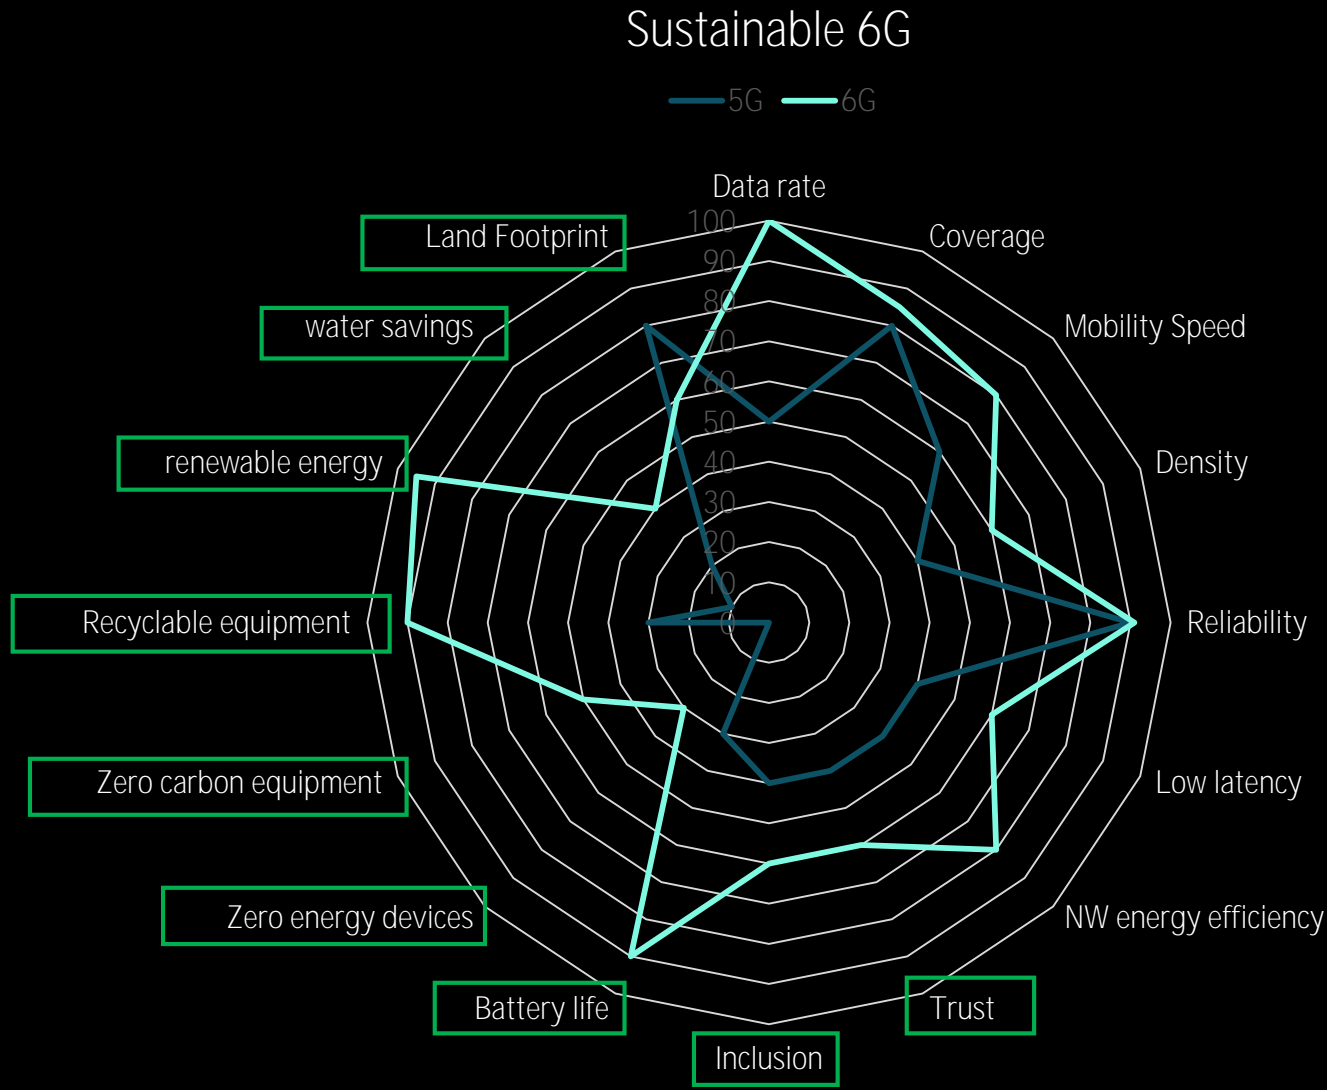 Sustainable 6G
5G
6G
Data rate
Coverage
Mobility Speed
Density
Reliability
Low latency
NW energy efficiency
Trust
Inclusion
Battery life
Zero energy devices
Zero carbon equipment
Recyclable equipment
renewable energy
water savings
Land Footprint
100
90
80
70
60
50
40
30
20
10
0